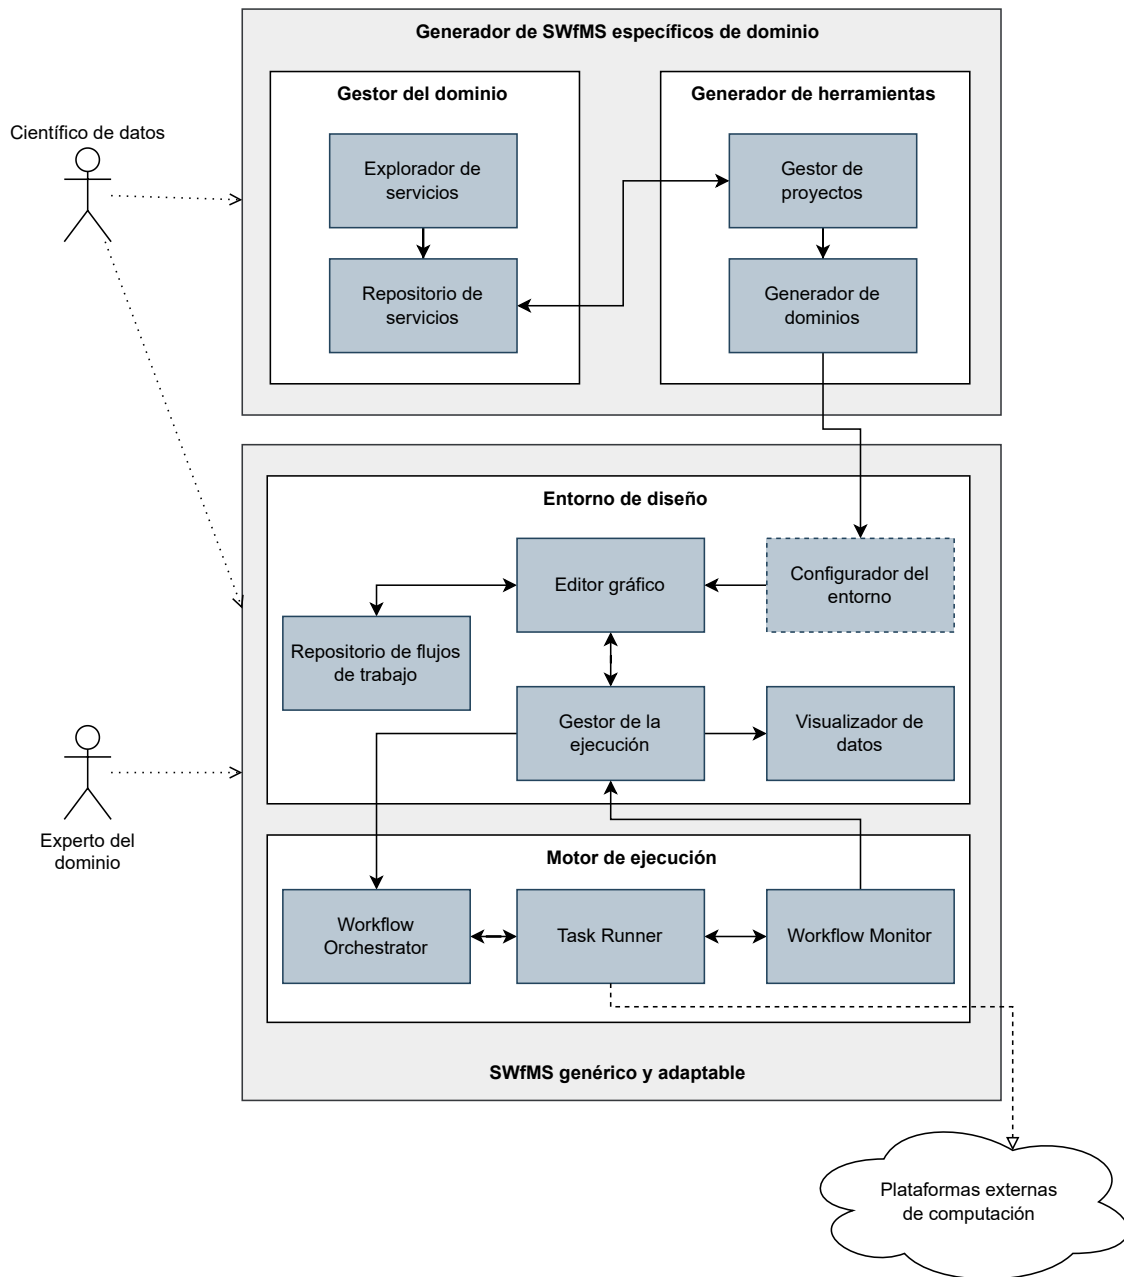 Generador de SWfMS específicos de dominio
Gestor del dominio
Generador de herramientas
Científico de datos
Explorador de
servicios
Gestor de
proyectos
Repositorio de
servicios
Generador de
dominios
Entorno de diseño
Editor gráfico
Configurador del
entorno
Repositorio de flujos
de trabajo
Gestor de la
ejecución
Visualizador de
datos
Experto del
dominio
Motor de ejecución
Workflow
Orchestrator
Task Runner
Workflow Monitor
SWfMS genérico y adaptable
Plataformas externas
de computación